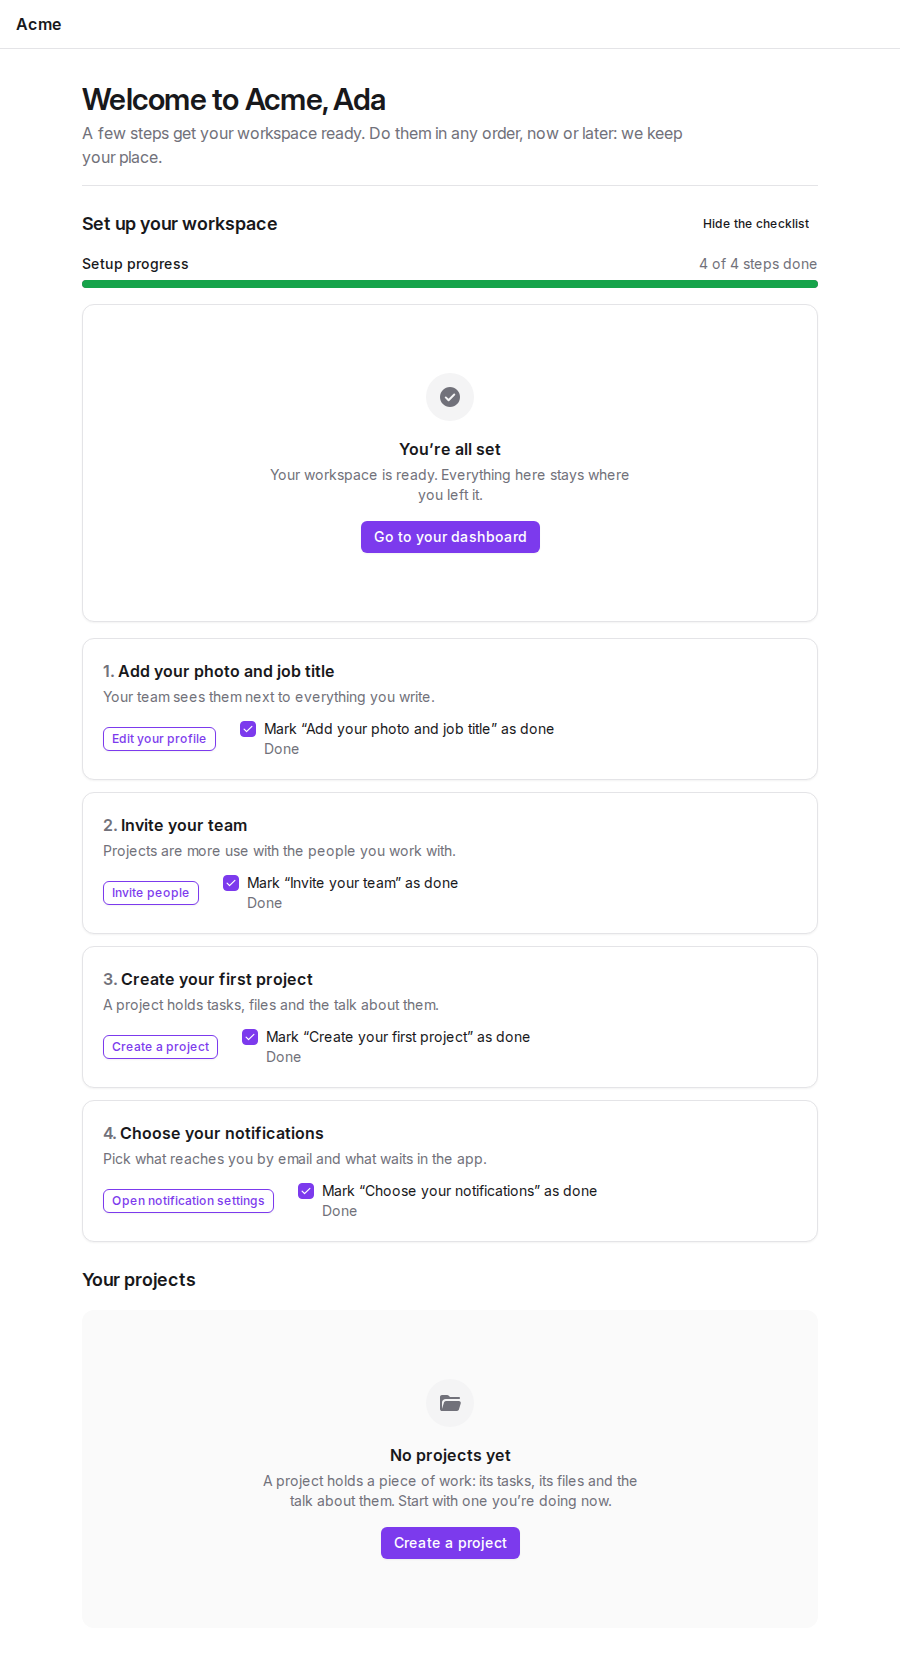 Acme
Welcome to Acme, Ada
A few steps get your workspace ready. Do them in any order, now or later: we keep
your place.
Set up your workspace
Hide the checklist
Setup progress
4 of 4 steps done
You’re all set
Your workspace is ready. Everything here stays where
you left it.
Go to your dashboard
1. Add your photo and job title
Your team sees them next to everything you write.
Edit your profile
Mark “Add your photo and job title” as done
Done
2. Invite your team
Projects are more use with the people you work with.
Invite people
Mark “Invite your team” as done
Done
3. Create your first project
A project holds tasks, files and the talk about them.
Create a project
Mark “Create your first project” as done
Done
4. Choose your notifications
Pick what reaches you by email and what waits in the app.
Open notification settings
Mark “Choose your notifications” as done
Done
Your projects
No projects yet
A project holds a piece of work: its tasks, its files and the
talk about them. Start with one you’re doing now.
Create a project